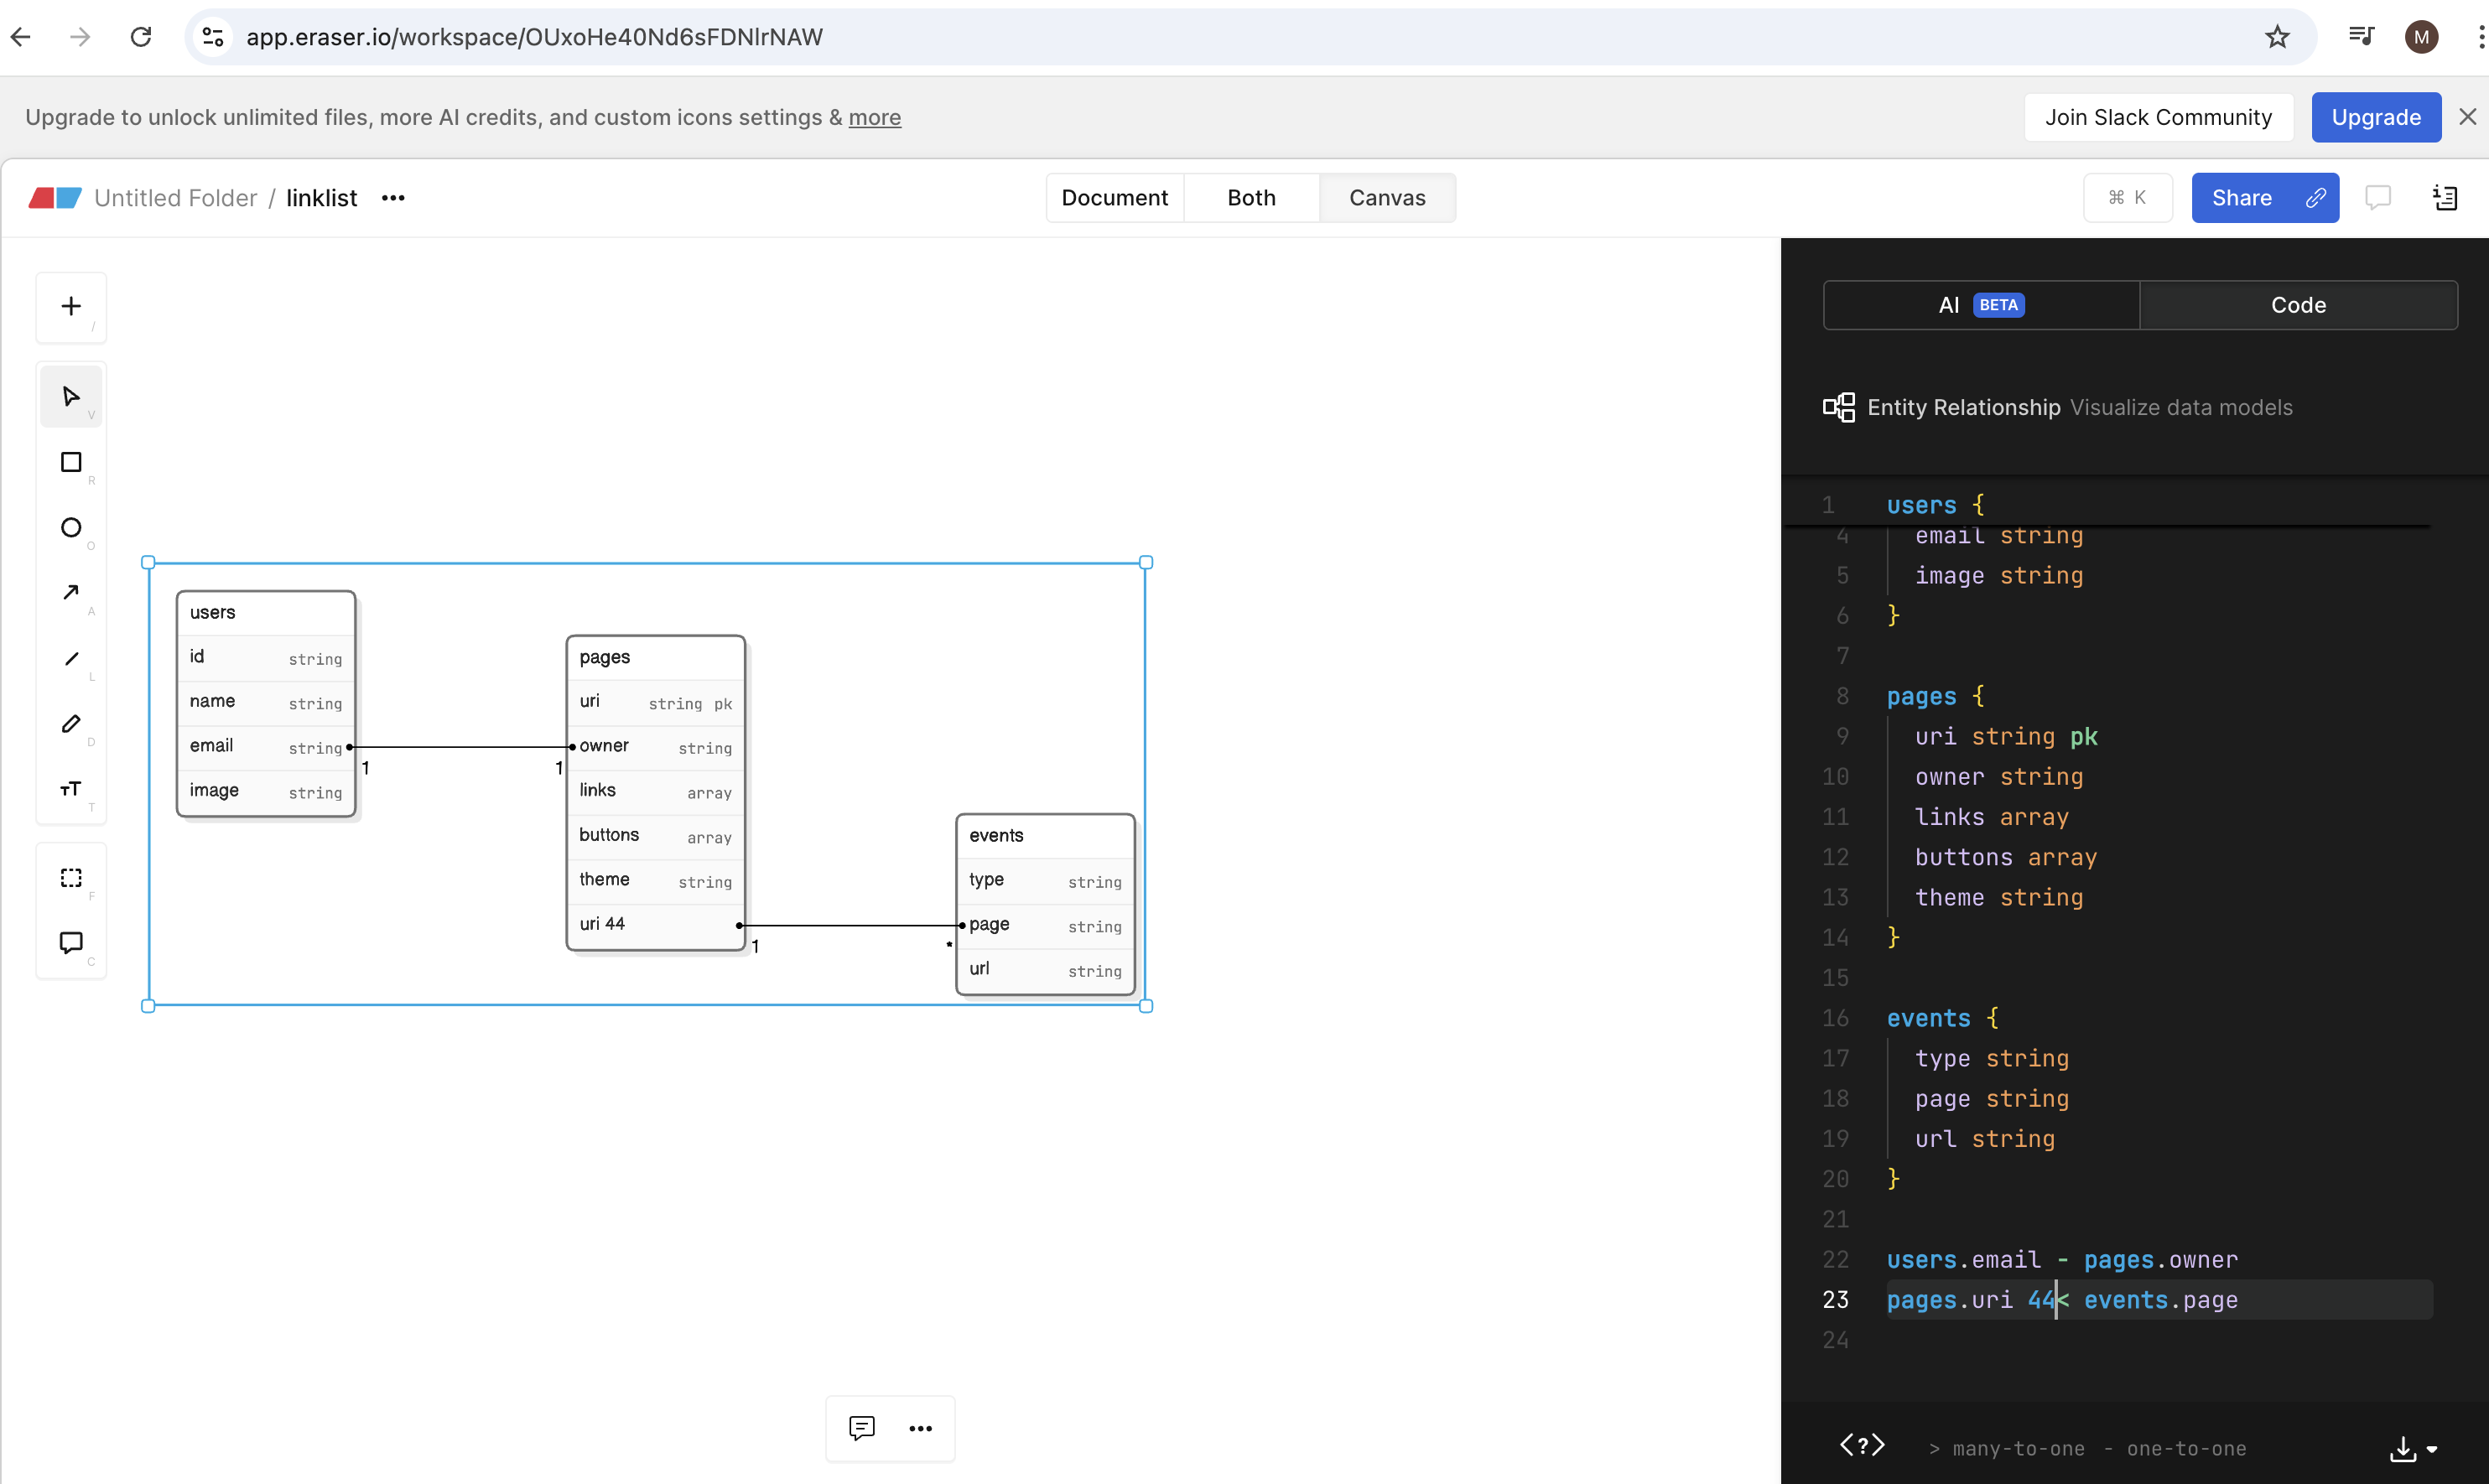 app.eraser.io/workspace/OUxoHe40Nd6sFDNlrNAW
M
Upgrade to unlock unlimited files, more AI credits, and custom icons settings & more
Join Slack Community
Upgrade
Untitled Folder / linklist
Document
Both
Canvas
⌘ K
Share
/
V
R
O
A
L
D
TT
T
F
C
users
id string
name string
email string
image string
1
1
pages
uri string pk
owner string
links array
buttons array
theme string
uri 44
1
*
events
type string
page string
url string
AI BETA
Code
Entity Relationship Visualize data models
1 users {
4 email string
5 image string
6 }
7
8 pages {
9 uri string pk
10 owner string
11 links array
12 buttons array
13 theme string
14 }
15
16 events {
17 type string
18 page string
19 url string
20 }
21
22 users.email - pages.owner
23 pages.uri 44< events.page
24
<?> > many-to-one - one-to-one